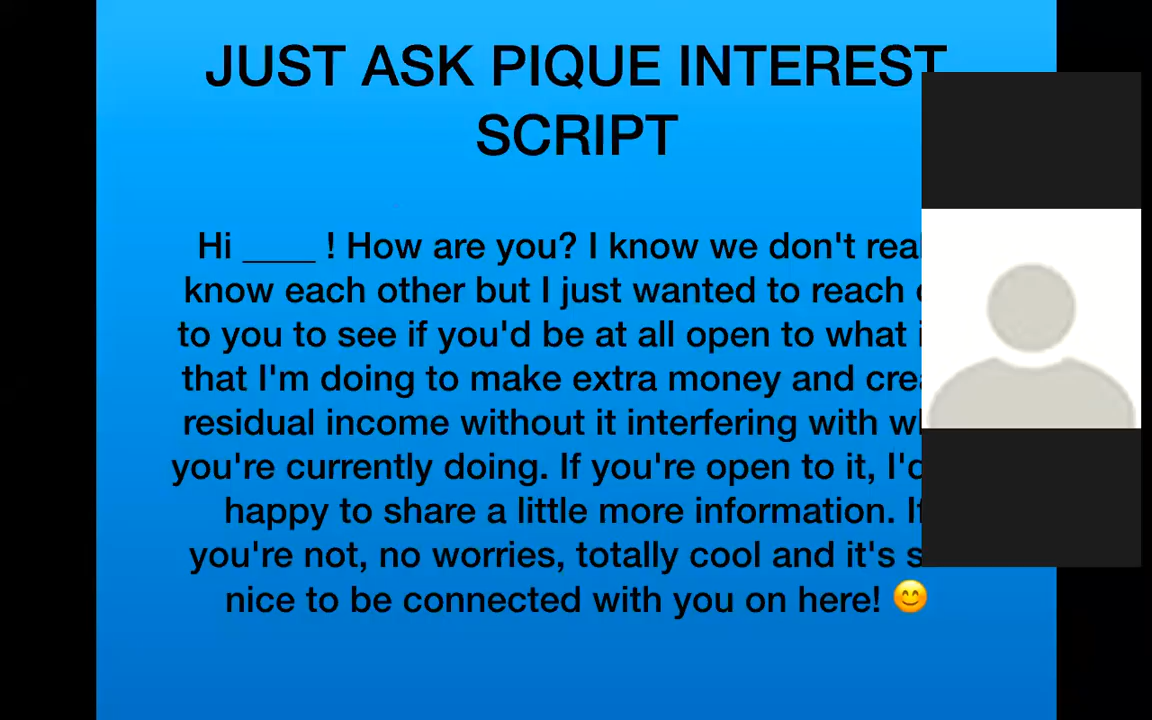 JUST ASK PIQUE INTEREST
SCRIPT
Hi ____ ! How are you? I know we don't
know each other but I just wanted to reach
to you to see if you'd be at all open to what
that I'm doing to make extra money and
residual income without it interfering with
you're currently doing. If you're open to it,
happy to share a little more information. If
you're not, no worries, totally cool and it's
nice to be connected with you on here! 😊